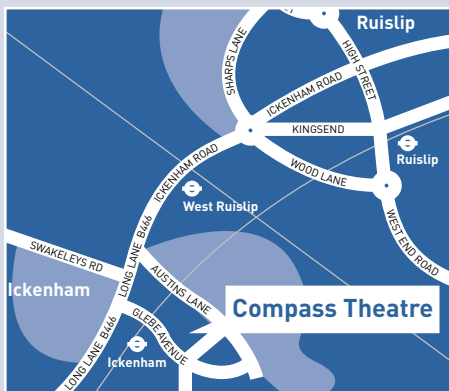 Ruislip
SHARPS LANE
HIGH STREET
ICKENHAM ROAD
KINGSEND
Ruislip
WOOD LANE
ICKENHAM ROAD
West Ruislip
WEST END ROAD
SWAKELEYS RD
LONG LANE B466
AUSTINS LANE
Ickenham
Compass Theatre
GLEBE AVENUE
Ickenham
LONG LANE B466